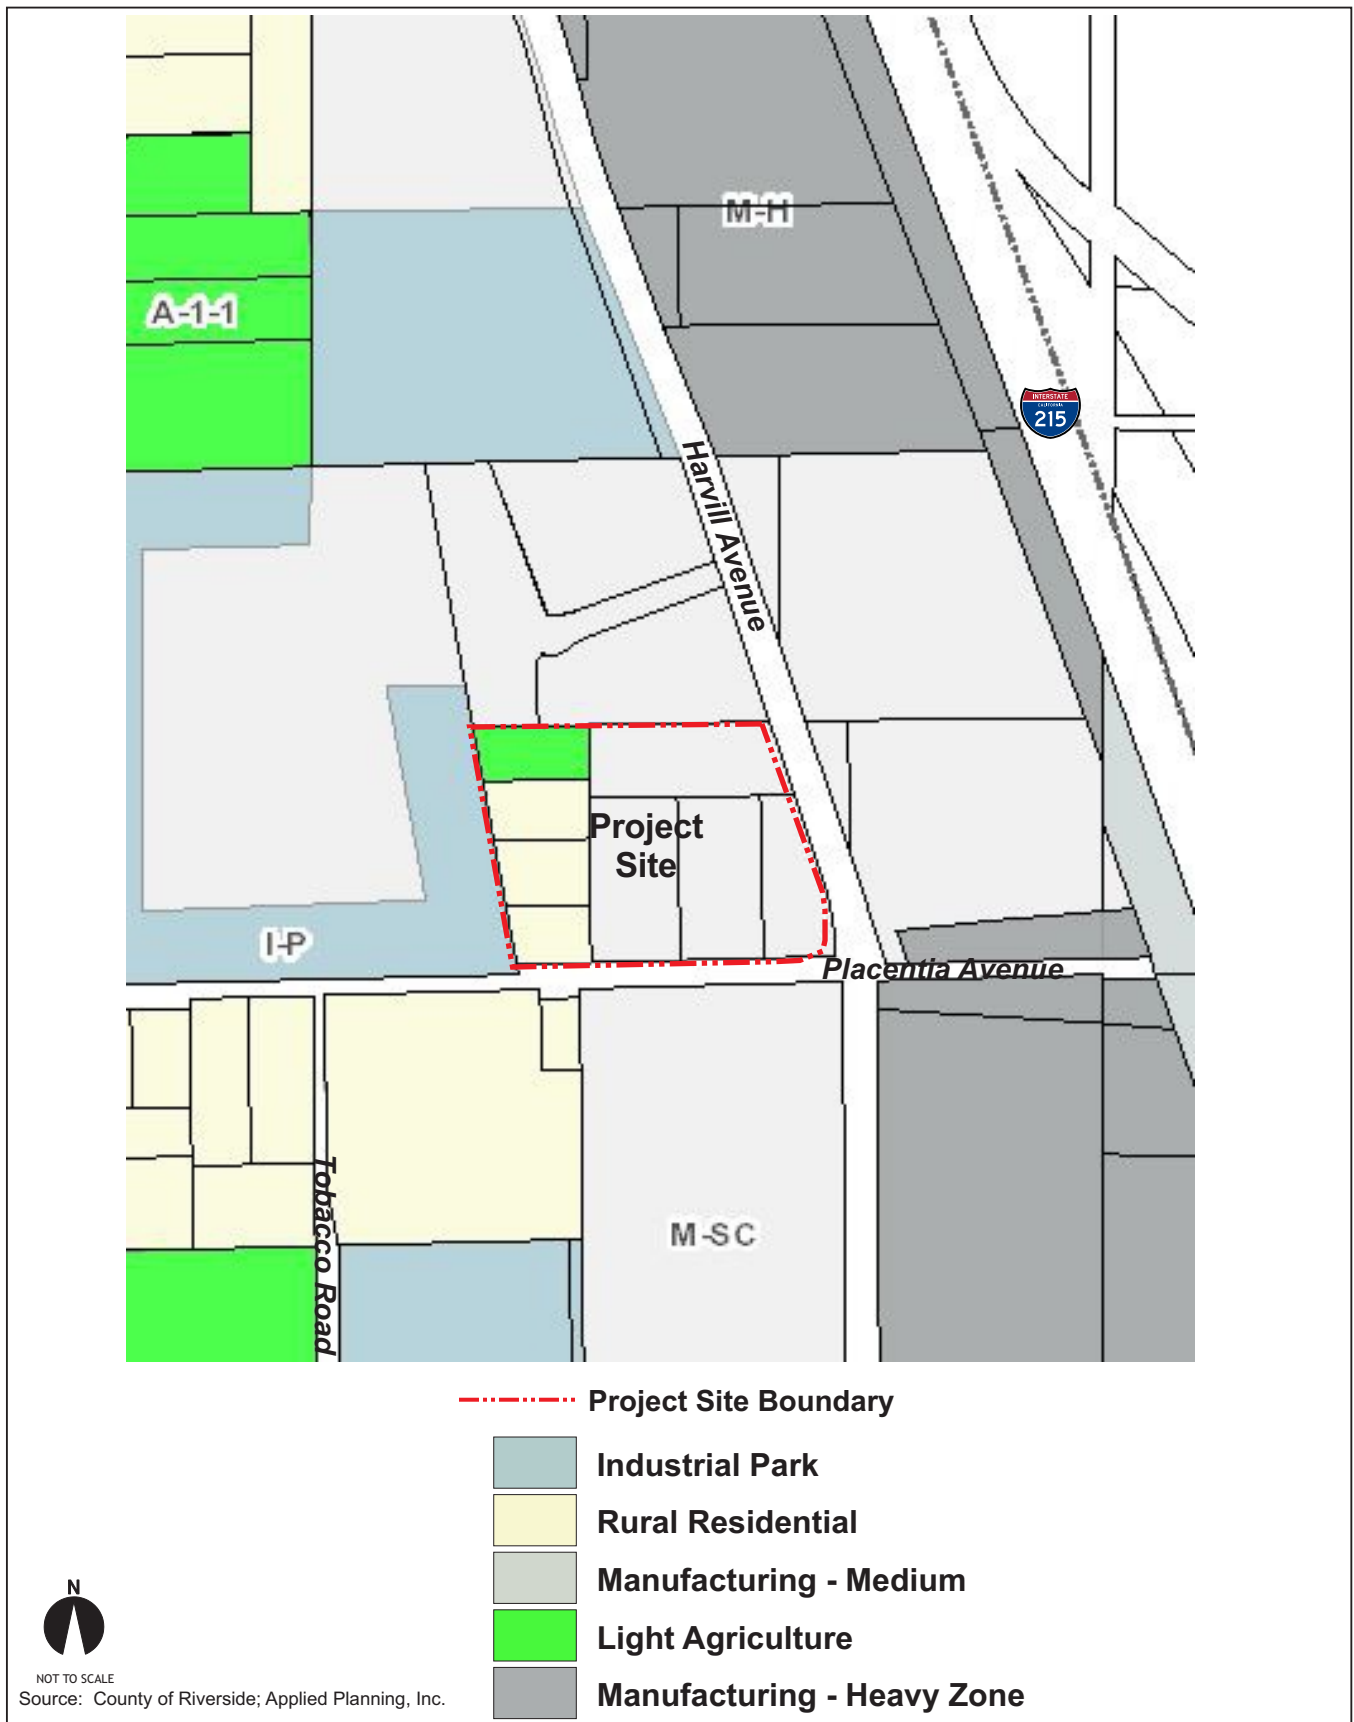 M-H
A-1-1
INTERSTATE
CALIFORNIA
215
Harvill Avenue
Project
Site
I-P
Placentia Avenue
Tobacco Road
M-SC
Project Site Boundary
Industrial Park
Rural Residential
Manufacturing - Medium
Light Agriculture
Manufacturing - Heavy Zone
N
NOT TO SCALE
Source: County of Riverside; Applied Planning, Inc.